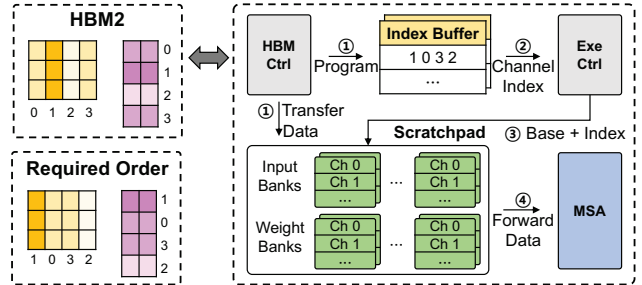 HBM2
0
1
2
3
0 1 2 3
Required Order
1
0
3
2
1 0 3 2
HBM
Ctrl
①
Program
Index Buffer
1 0 3 2
...
②
Channel
Index
Exe
Ctrl
① Transfer
Data
Scratchpad
③ Base + Index
Input
Banks
Ch 0
Ch 1
...
...
Ch 0
Ch 1
...
Weight
Banks
Ch 0
Ch 1
...
...
Ch 0
Ch 1
...
④
Forward
Data
MSA